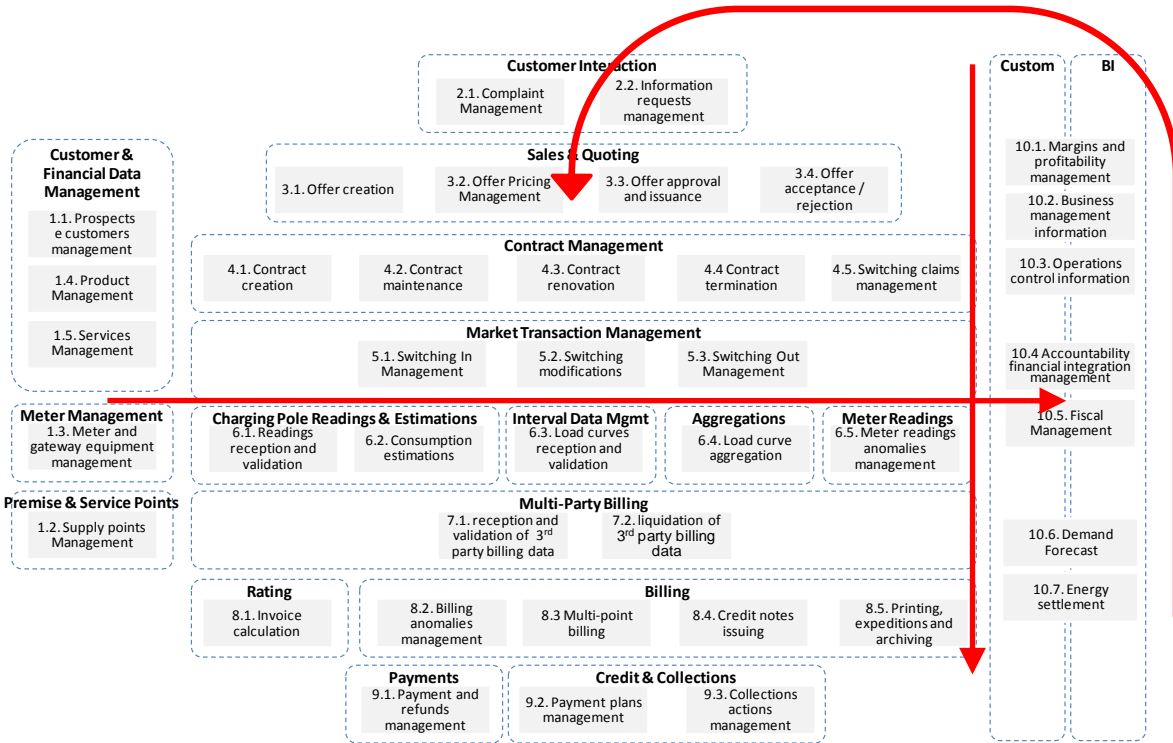 Customer Interaction
2.1. Complaint
Management
2.2. Information
requests
management
Custom
BI
Customer &
Financial Data
Management
1.1. Prospects
e customers
management
1.4. Product
Management
1.5. Services
Management
Sales & Quoting
3.1. Offer creation
3.2. Offer Pricing
Management
3.3. Offer approval
and issuance
3.4. Offer
acceptance /
rejection
10.1. Margins and
profitability
management
10.2. Business
management
information
10.3. Operations
control information
10.4 Accountability
financial integration
management
10.5. Fiscal
Management
10.6. Demand
Forecast
10.7. Energy
settlement
Contract Management
4.1. Contract
creation
4.2. Contract
maintenance
4.3. Contract
renovation
4.4 Contract
termination
4.5. Switching claims
management
Market Transaction Management
5.1. Switching In
Management
5.2. Switching
modifications
5.3. Switching Out
Management
Meter Management
1.3. Meter and
gateway equipment
management
Charging Pole Readings & Estimations
6.1. Readings
reception and
validation
6.2. Consumption
estimations
Interval Data Mgmt
6.3. Load curves
reception and
validation
Aggregations
6.4. Load curve
aggregation
Meter Readings
6.5. Meter readings
anomalies
management
Premise & Service Points
1.2. Supply points
Management
Multi-Party Billing
7.1. reception and
validation of 3rd
party billing data
7.2. liquidation of
3rd party billing
data
Rating
8.1. Invoice
calculation
Billing
8.2. Billing
anomalies
management
8.3 Multi-point
billing
8.4. Credit notes
issuing
8.5. Printing,
expeditions and
archiving
Payments
9.1. Payment and
refunds
management
Credit & Collections
9.2. Payment plans
management
9.3. Collections
actions
management